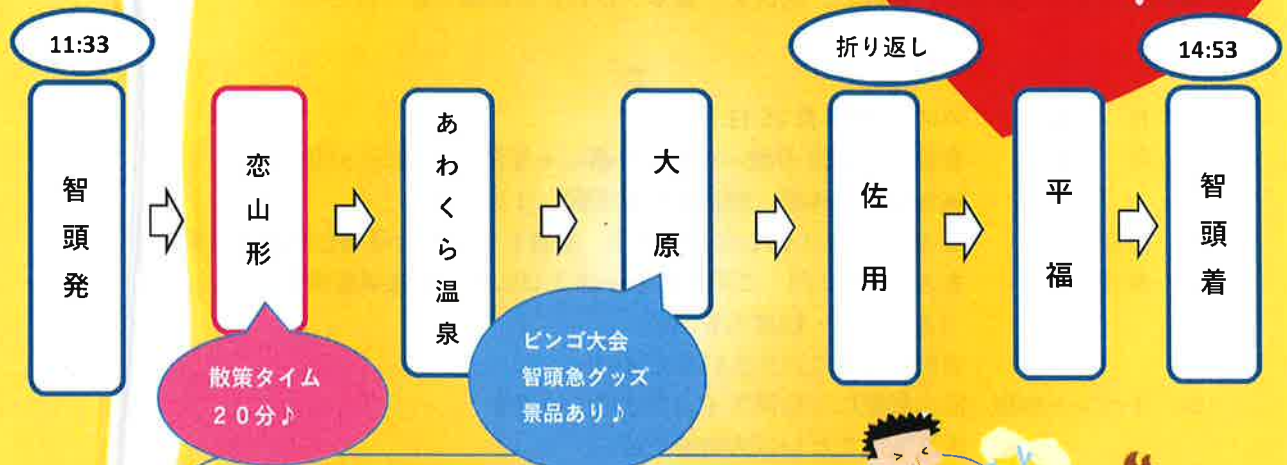 11:33
折り返し
14:53
智頭発
恋山形
あわくら温泉
大原
佐用
平福
智頭着
散策タイム
２０分♪
ビンゴ大会
智頭急グッズ
景品あり♪